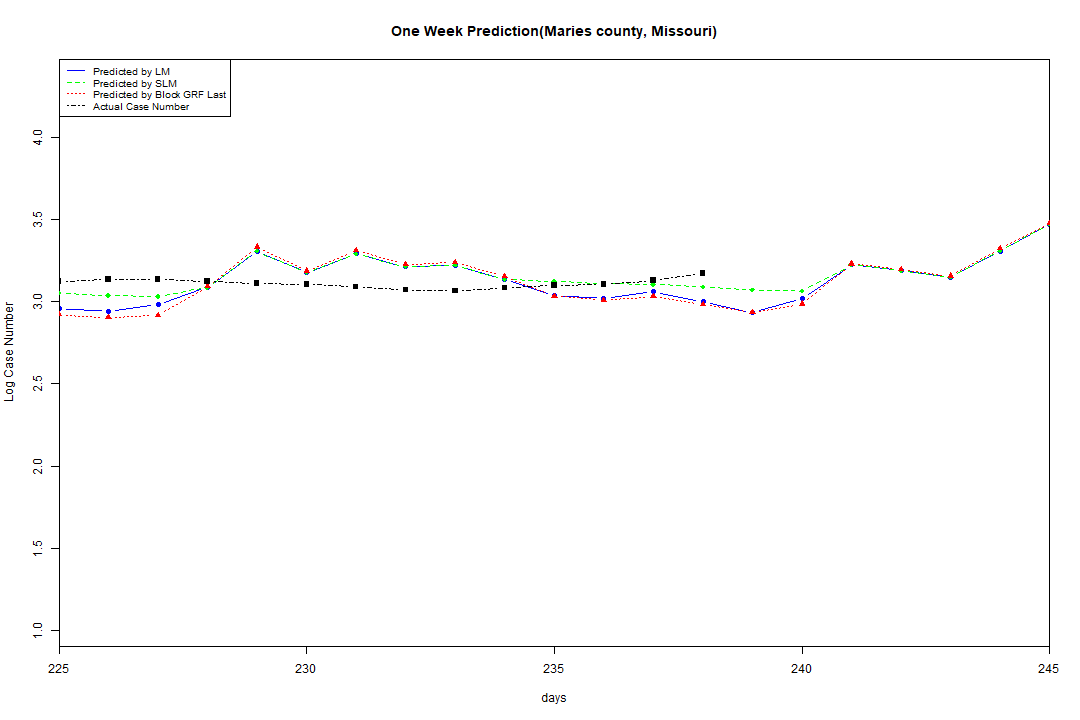 One Week Prediction(Maries county, Missouri)
Predicted by LM
Predicted by SLM
Predicted by Block GRF Last
Actual Case Number
4.0
3.5
3.0
2.5
2.0
1.5
1.0
Log Case Number
225
230
235
240
245
days